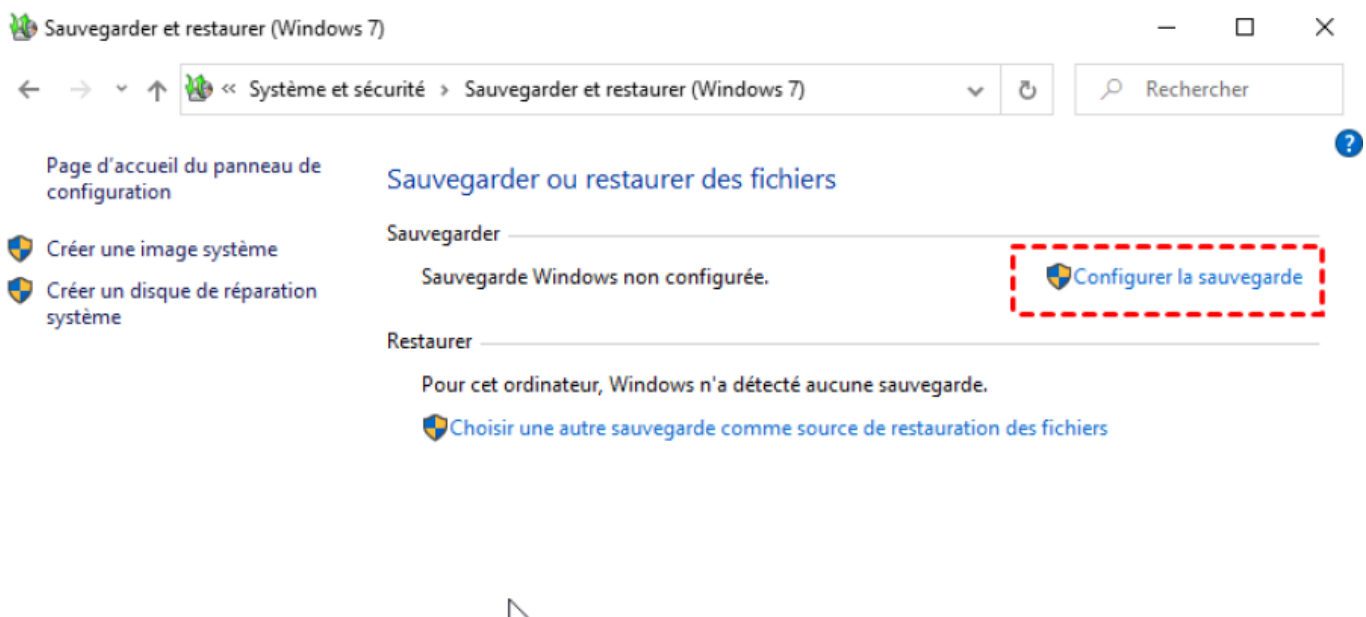 Sauvegarder et restaurer (Windows 7)
« Système et sécurité > Sauvegarder et restaurer (Windows 7)
Rechercher
?
Page d'accueil du panneau de
configuration
Créer une image système
Créer un disque de réparation
système
Sauvegarder ou restaurer des fichiers
Sauvegarder
Sauvegarde Windows non configurée.
Configurer la sauvegarde
Restaurer
Pour cet ordinateur, Windows n'a détecté aucune sauvegarde.
Choisir une autre sauvegarde comme source de restauration des fichiers